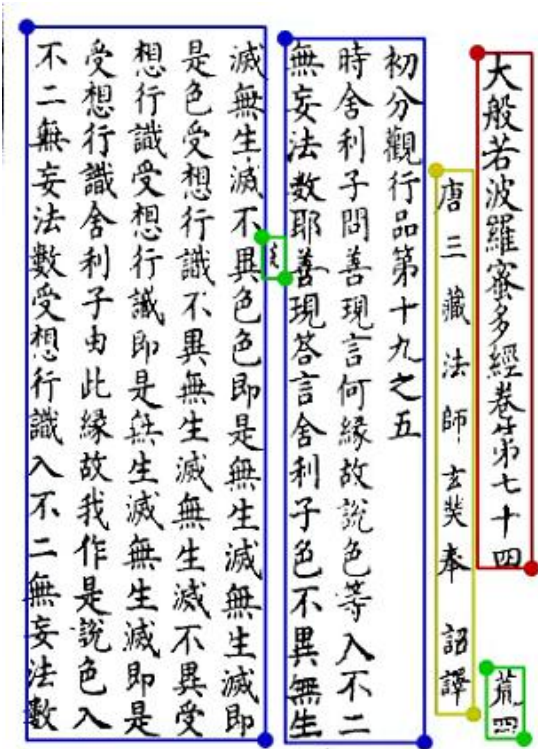 大般若波羅蜜多經卷第七十四
荒四
唐三藏法師玄奘奉 詔譯
初分觀行品第十九之五
時舍利子問善現言何緣故說色等入不二
無妄法數耶善現答言舍利子色不異無生
滅無生滅不異色色即是無生滅無生滅即
是色受想行識不異無生滅無生滅不異受
想行識受想行識即是無生滅無生滅即是
受想行識舍利子由此緣故我作是說色入
不二無妄法數受想行識入不二無妄法數